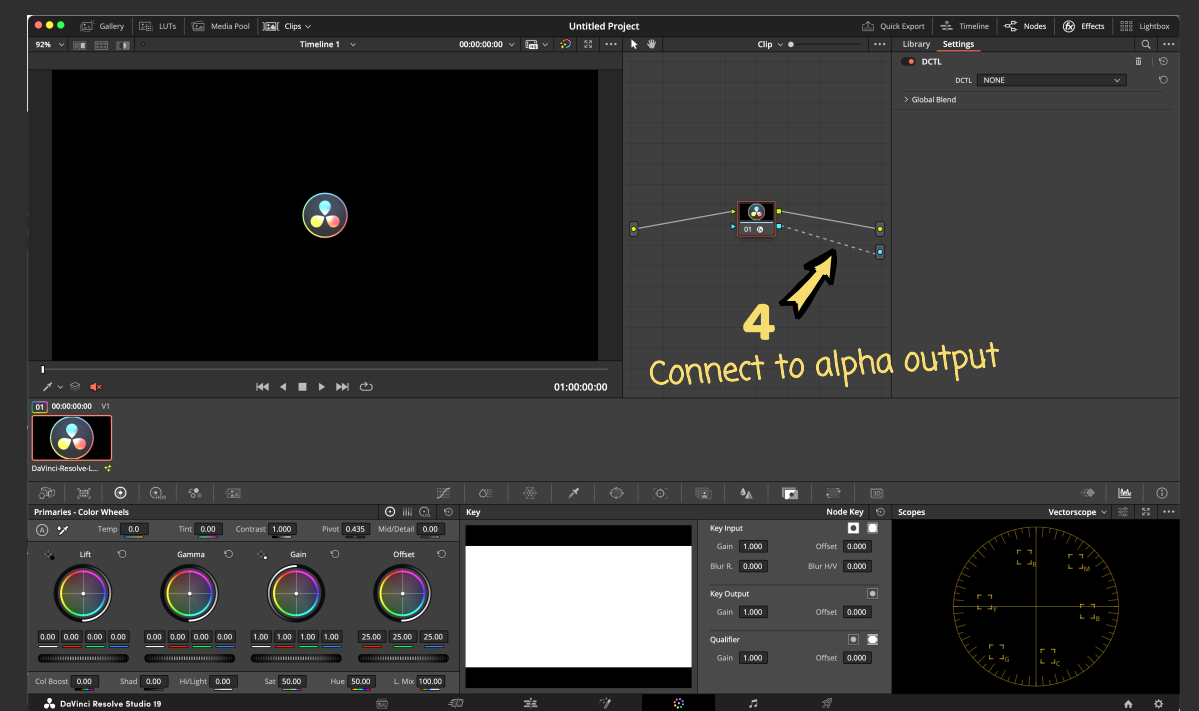 Gallery LUTs Media Pool Clips Untitled Project Quick Export Timeline Nodes Effects Lightbox
92% Timeline 1 00:00:00:00 Clip Library Settings
DCTL
DCTL NONE
Global Blend
01
4
Connect to alpha output
01:00:00:00
01 00:00:00:00 V1
DaVinci-Resolve-L...
Primaries - Color Wheels Key Node Key Scopes Vectorscope
A Temp 0.0 Tint 0.00 Contrast 1.000 Pivot 0.435 Mid/Detail 0.00
Key Input
Gain 1.000 Offset 0.000
Lift Gamma Gain Offset
Blur R. 0.000 Blur H/V 0.000
Key Output
Gain 1.000 Offset 0.000
0.00 0.00 0.00 0.00 0.00 0.00 0.00 0.00 1.00 1.00 1.00 1.00 25.00 25.00 25.00
Qualifier
Gain 1.000 Offset 0.000
R M
Y B
G C
Col Boost 0.00 Shad 0.00 Hi/Light 0.00 Sat 50.00 Hue 50.00 L. Mix 100.00
DaVinci Resolve Studio 19